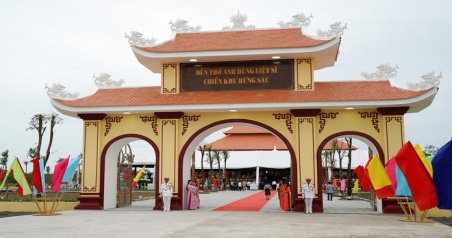 ĐỀN THỜ ANH HÙNG LIỆT SĨ
CHIẾN KHU RỪNG SÁC